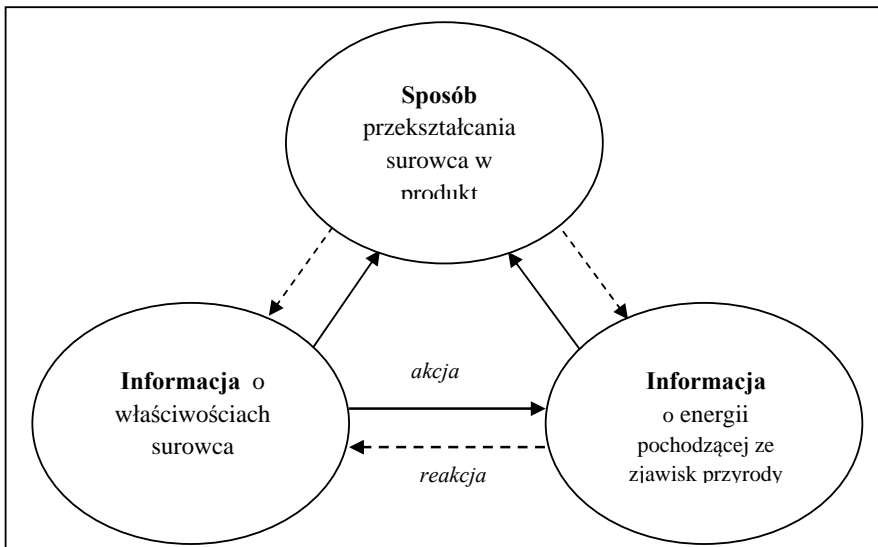 Sposób
przekształcania
surowca w
produkt
akcja
Informacja o
właściwościach
surowca
Informacja
o energii
pochodzącej ze
zjawisk przyrody
reakcja